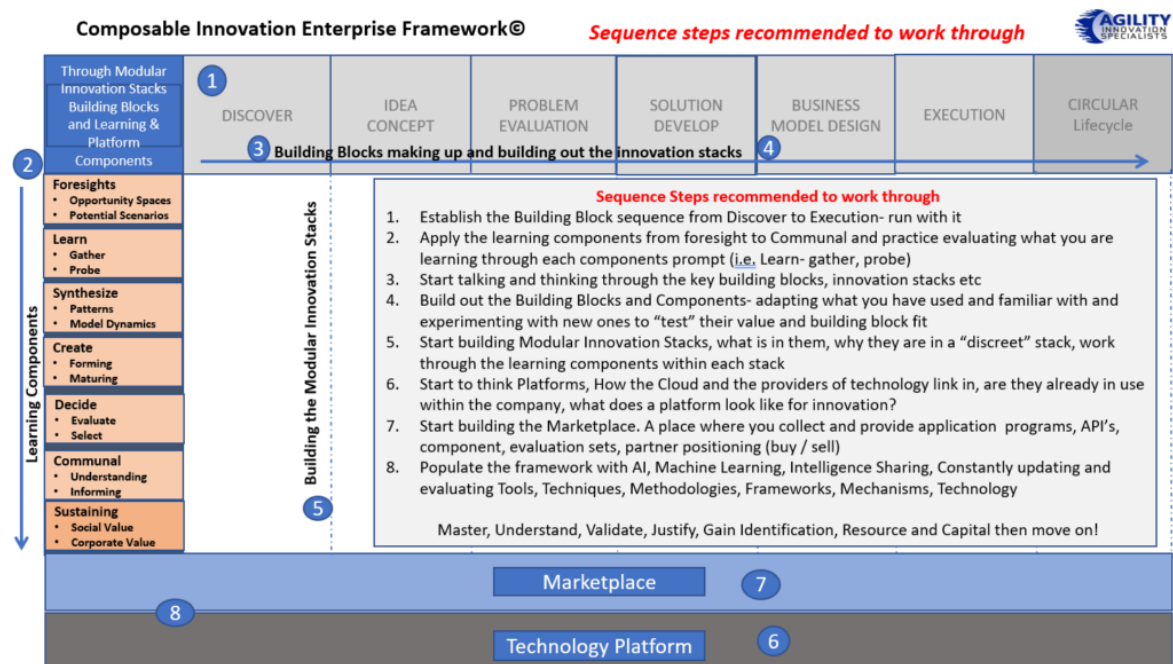 Composable Innovation Enterprise Framework©
Sequence steps recommended to work through
AGILITY
INNOVATION
SPECIALISTS
Through Modular
Innovation Stacks
Building Blocks
and Learning &
Platform
Components
1
DISCOVER
IDEA
CONCEPT
PROBLEM
EVALUATION
SOLUTION
DEVELOP
BUSINESS
MODEL DESIGN
EXECUTION
CIRCULAR
Lifecycle
2
3
Building Blocks making up and building out the innovation stacks
4
Learning Components
Foresights
• Opportunity Spaces
• Potential Scenarios
Learn
• Gather
• Probe
Synthesize
• Patterns
• Model Dynamics
Create
• Forming
• Maturing
Decide
• Evaluate
• Select
Communal
• Understanding
• Informing
Sustaining
• Social Value
• Corporate Value
Building the Modular Innovation Stacks
5
Sequence Steps recommended to work through
1. Establish the Building Block sequence from Discover to Execution- run with it
2. Apply the learning components from foresight to Communal and practice evaluating what you are
learning through each components prompt (i.e. Learn- gather, probe)
3. Start talking and thinking through the key building blocks, innovation stacks etc
4. Build out the Building Blocks and Components- adapting what you have used and familiar with and
experimenting with new ones to “test” their value and building block fit
5. Start building Modular Innovation Stacks, what is in them, why they are in a “discreet” stack, work
through the learning components within each stack
6. Start to think Platforms, How the Cloud and the providers of technology link in, are they already in use
within the company, what does a platform look like for innovation?
7. Start building the Marketplace. A place where you collect and provide application programs, API’s,
component, evaluation sets, partner positioning (buy / sell)
8. Populate the framework with AI, Machine Learning, Intelligence Sharing, Constantly updating and
evaluating Tools, Techniques, Methodologies, Frameworks, Mechanisms, Technology
Master, Understand, Validate, Justify, Gain Identification, Resource and Capital then move on!
Marketplace
7
8
Technology Platform
6